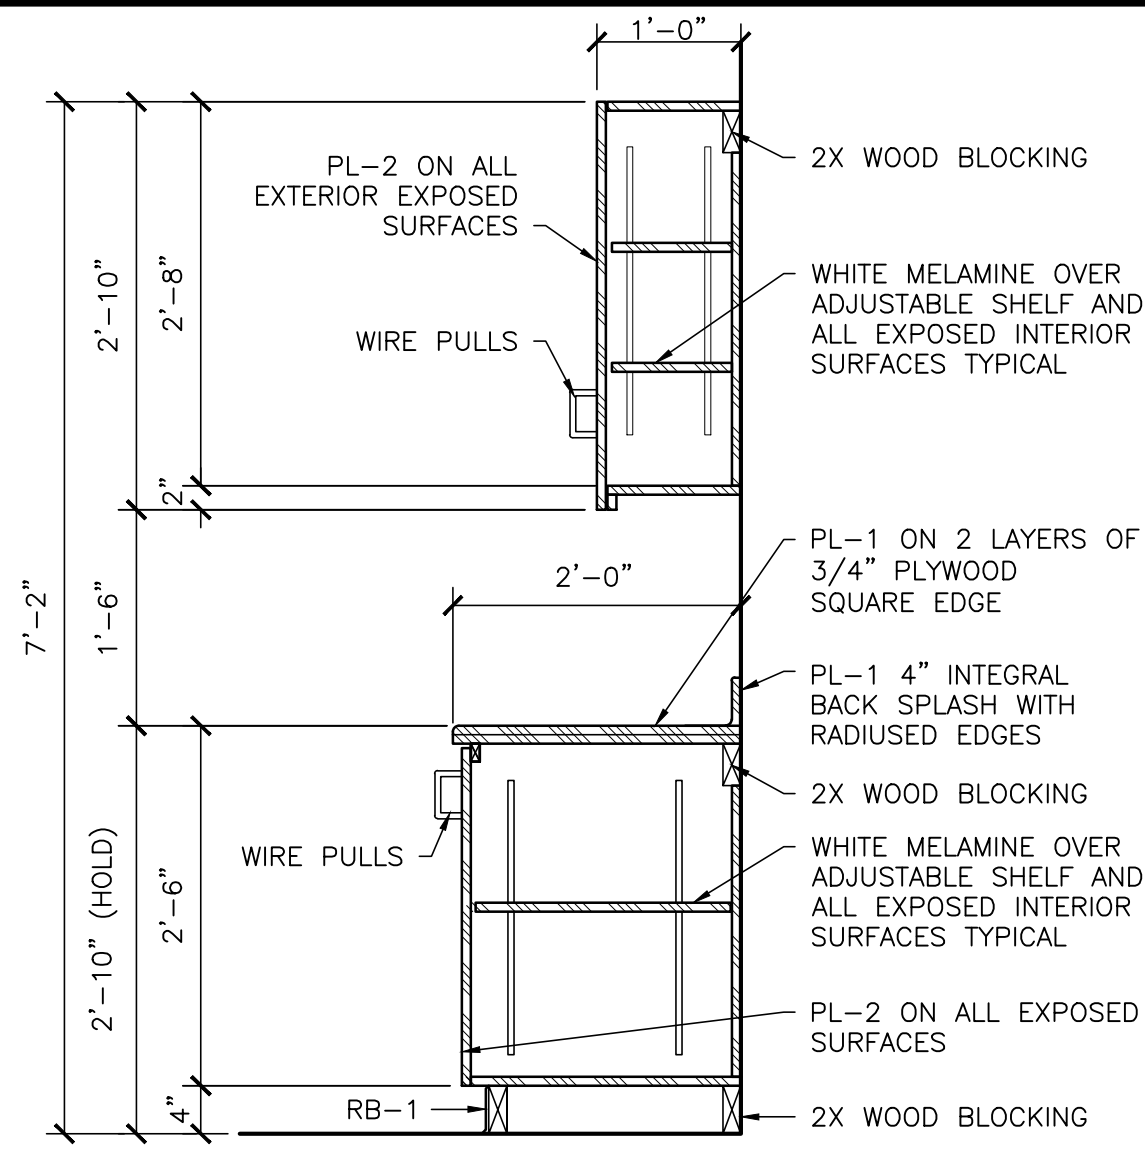 1'-0"
PL-2 ON ALL
EXTERIOR EXPOSED
SURFACES
2X WOOD BLOCKING
2'-10"
2'-8"
WHITE MELAMINE OVER
ADJUSTABLE SHELF AND
ALL EXPOSED INTERIOR
SURFACES TYPICAL
WIRE PULLS
2"
PL-1 ON 2 LAYERS OF
3/4" PLYWOOD
SQUARE EDGE
2'-0"
7'-2"
1'-6"
PL-1 4" INTEGRAL
BACK SPLASH WITH
RADIUSED EDGES
2X WOOD BLOCKING
WIRE PULLS
WHITE MELAMINE OVER
ADJUSTABLE SHELF AND
ALL EXPOSED INTERIOR
SURFACES TYPICAL
2'-10" (HOLD)
2'-6"
PL-2 ON ALL EXPOSED
SURFACES
4"
RB-1
2X WOOD BLOCKING